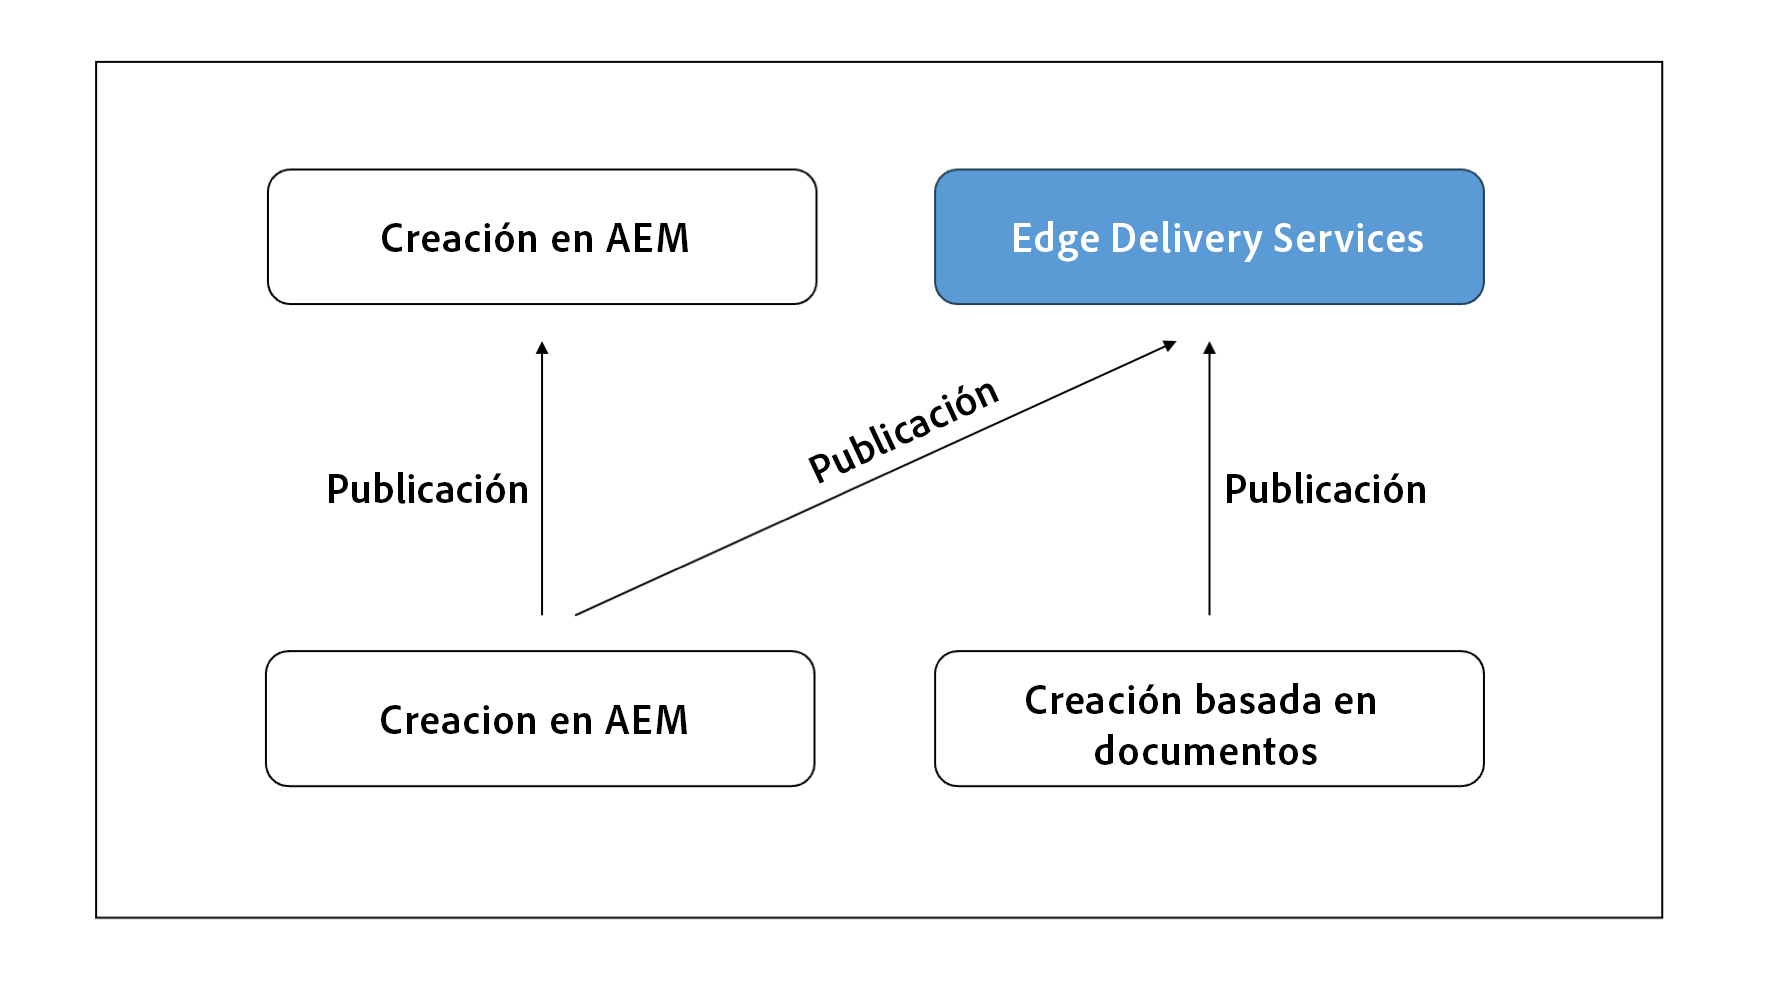 Creación en AEM
Edge Delivery Services
Publicación
Publicación
Publicación
Creacion en AEM
Creación basada en
documentos